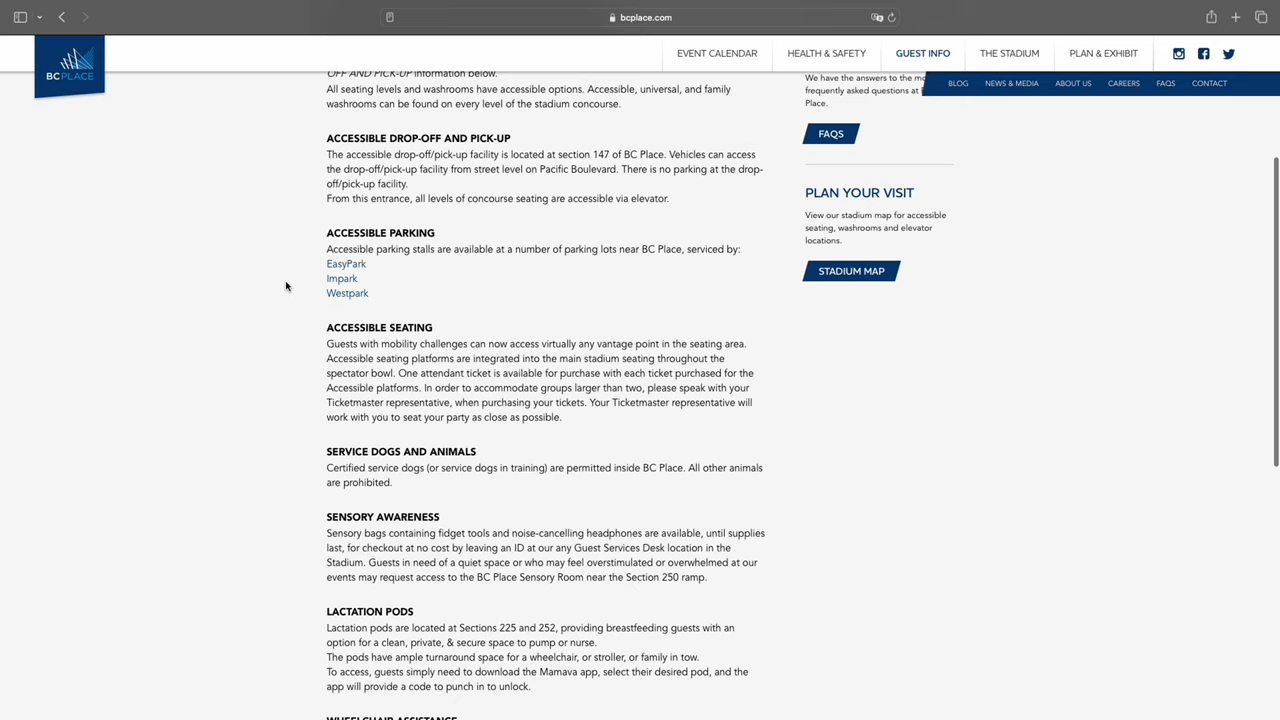 bcplace.com
BC PLACE
EVENT CALENDAR
HEALTH & SAFETY
GUEST INFO
THE STADIUM
PLAN & EXHIBIT
BLOG
NEWS & MEDIA
ABOUT US
CAREERS
FAQS
CONTACT
OFF AND PICK-UP information below.
All seating levels and washrooms have accessible options. Accessible, universal, and family
washrooms can be found on every level of the stadium concourse.
ACCESSIBLE DROP-OFF AND PICK-UP
The accessible drop-off/pick-up facility is located at section 147 of BC Place. Vehicles can access
the drop-off/pick-up facility from street level on Pacific Boulevard. There is no parking at the drop-
off/pick-up facility.
From this entrance, all levels of concourse seating are accessible via elevator.
ACCESSIBLE PARKING
Accessible parking stalls are available at a number of parking lots near BC Place, serviced by:
EasyPark
Impark
Westpark
ACCESSIBLE SEATING
Guests with mobility challenges can now access virtually any vantage point in the seating area.
Accessible seating platforms are integrated into the main stadium seating throughout the
spectator bowl. One attendant ticket is available for purchase with each ticket purchased for the
Accessible platforms. In order to accommodate groups larger than two, please speak with your
Ticketmaster representative, when purchasing your tickets. Your Ticketmaster representative will
work with you to seat your party as close as possible.
SERVICE DOGS AND ANIMALS
Certified service dogs (or service dogs in training) are permitted inside BC Place. All other animals
are prohibited.
SENSORY AWARENESS
Sensory bags containing fidget tools and noise-cancelling headphones are available, until supplies
last, for checkout at no cost by leaving an ID at our any Guest Services Desk location in the
Stadium. Guests in need of a quiet space or who may feel overstimulated or overwhelmed at our
events may request access to the BC Place Sensory Room near the Section 250 ramp.
LACTATION PODS
Lactation pods are located at Sections 225 and 252, providing breastfeeding guests with an
option for a clean, private, & secure space to pump or nurse.
The pods have ample turnaround space for a wheelchair, or stroller, or family in tow.
To access, guests simply need to download the Mamava app, select their desired pod, and the
app will provide a code to punch in to unlock.
WHEELCHAIR ASSISTANCE
We have the answers to the mo
frequently asked questions at
Place.
FAQS
PLAN YOUR VISIT
View our stadium map for accessible
seating, washrooms and elevator
locations.
STADIUM MAP